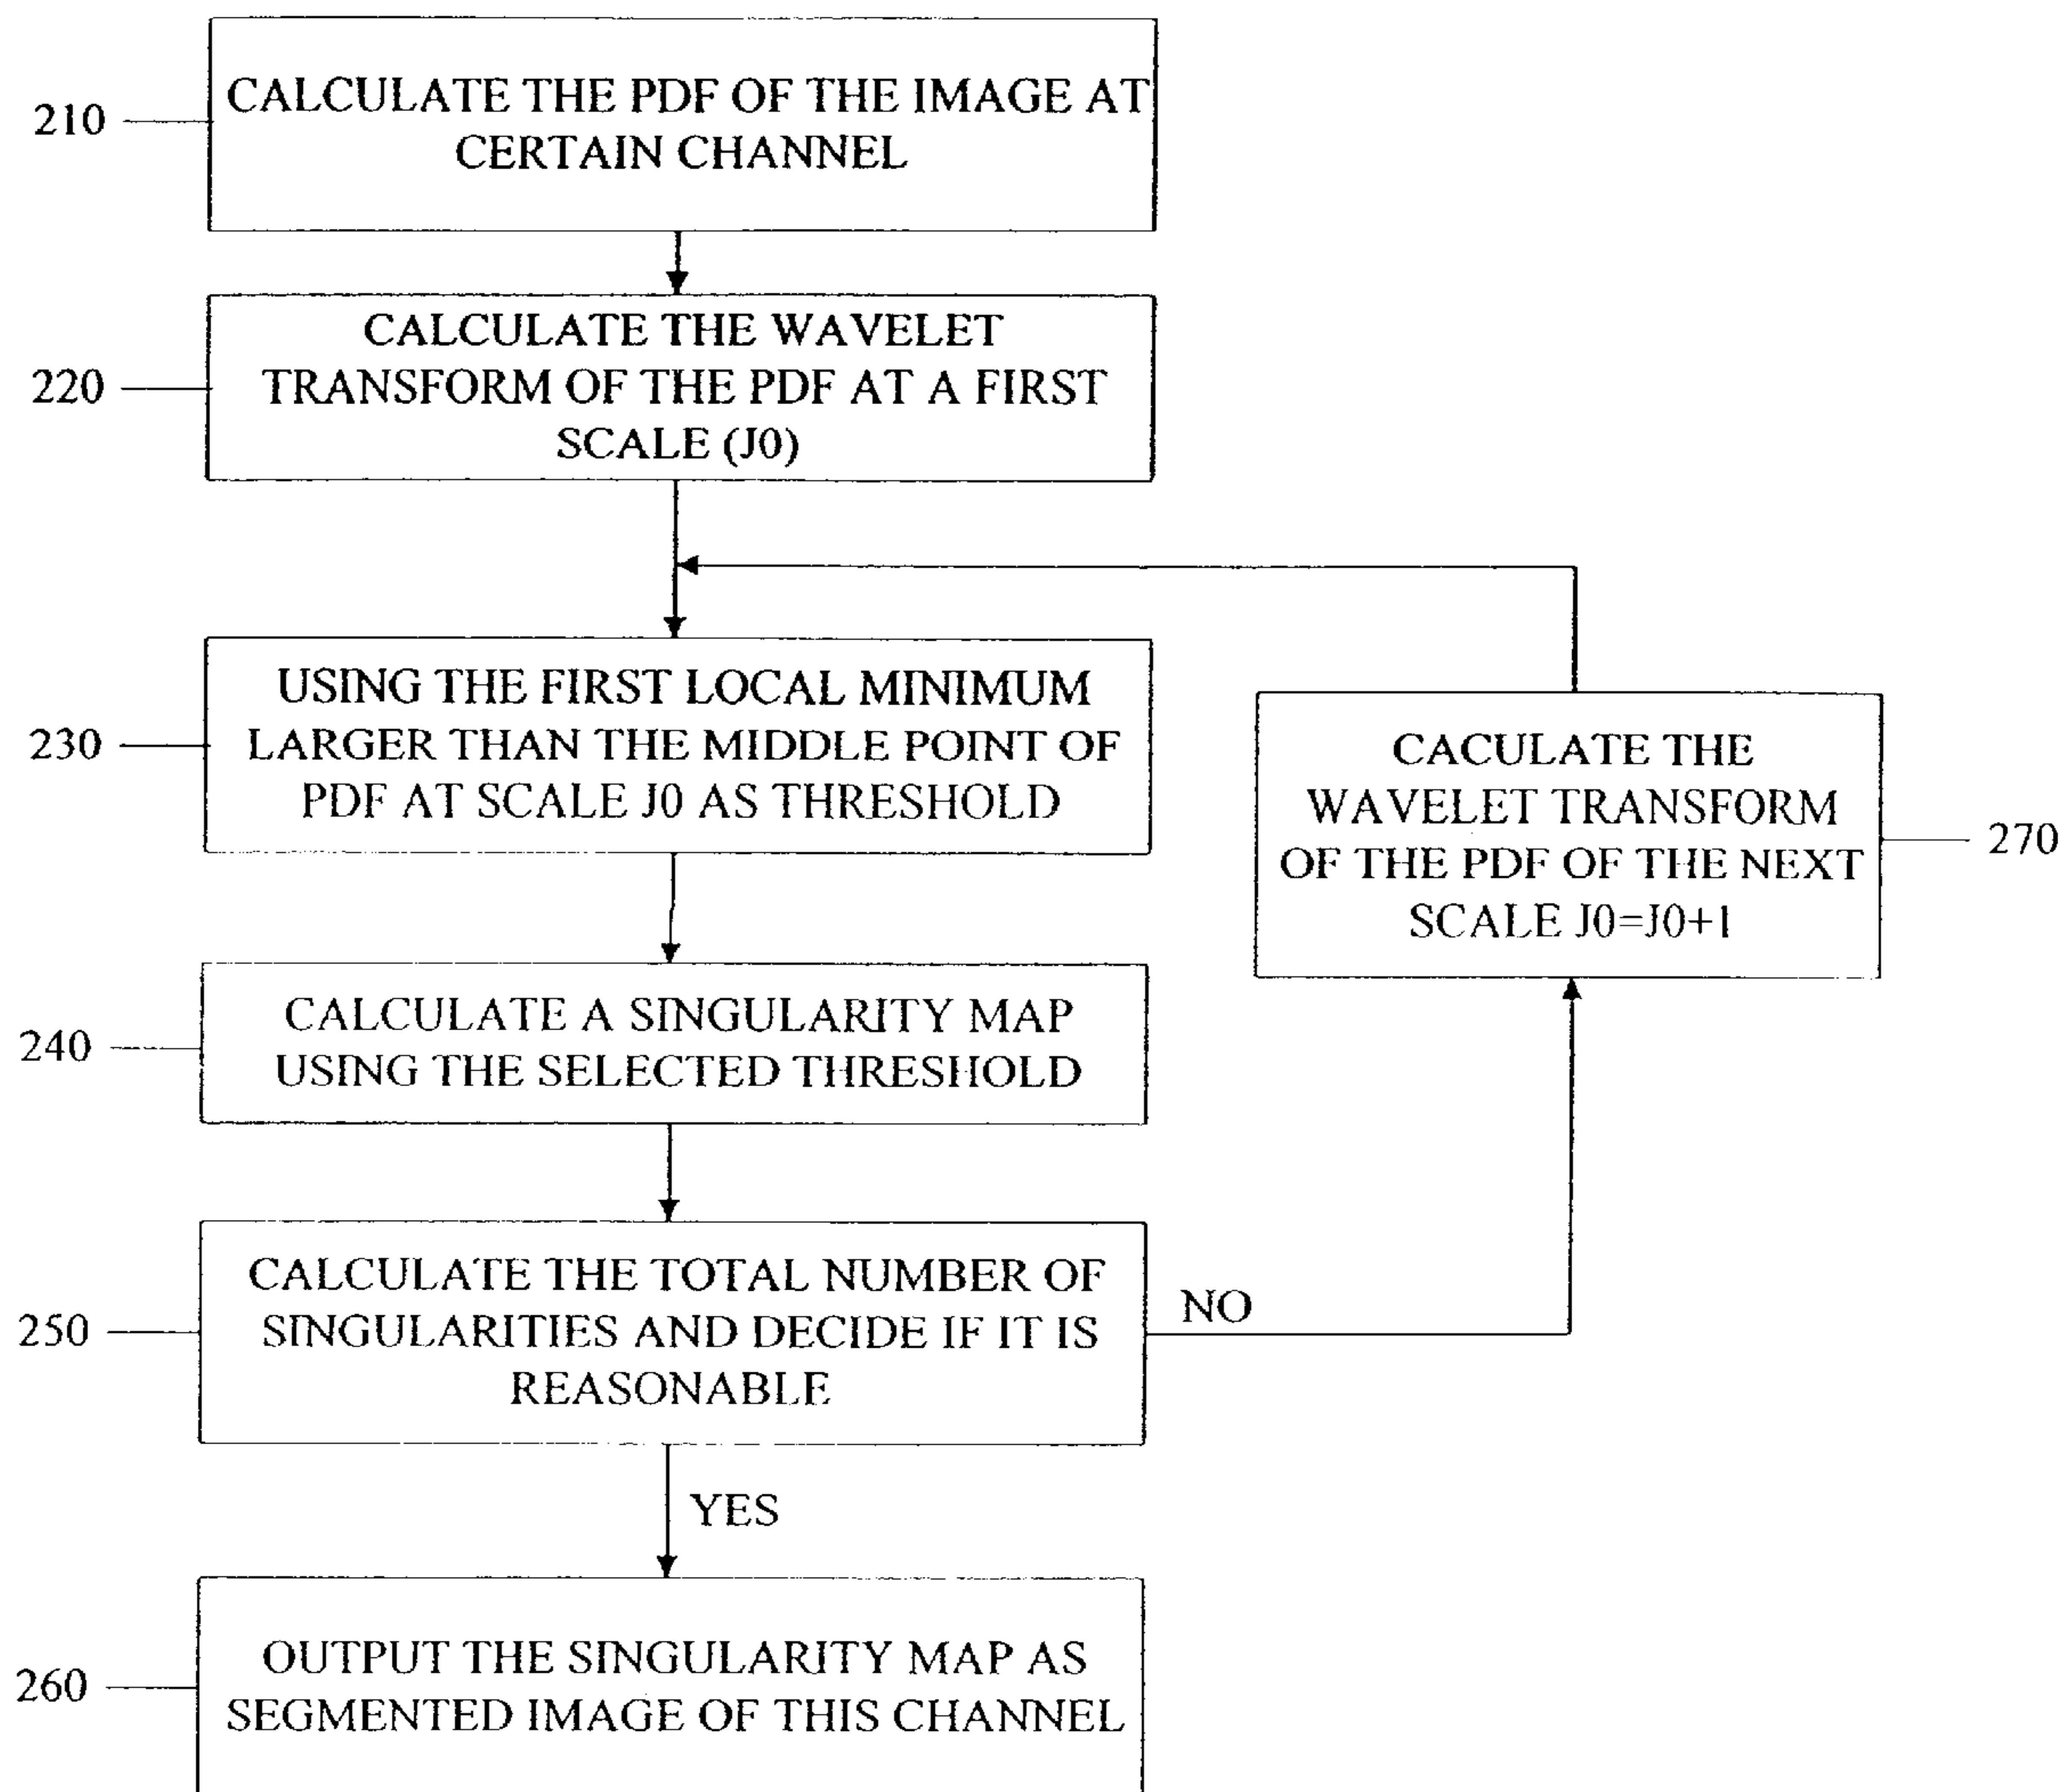 210
CALCULATE THE PDF OF THE IMAGE AT
CERTAIN CHANNEL
220
CALCULATE THE WAVELET
TRANSFORM OF THE PDF AT A FIRST
SCALE (J0)
230
USING THE FIRST LOCAL MINIMUM
LARGER THAN THE MIDDLE POINT OF
PDF AT SCALE J0 AS THRESHOLD
CACULATE THE
WAVELET TRANSFORM
OF THE PDF OF THE NEXT
SCALE J0=J0+1
270
240
CALCULATE A SINGULARITY MAP
USING THE SELECTED THRESHOLD
250
CALCULATE THE TOTAL NUMBER OF
SINGULARITIES AND DECIDE IF IT IS
REASONABLE
NO
YES
260
OUTPUT THE SINGULARITY MAP AS
SEGMENTED IMAGE OF THIS CHANNEL